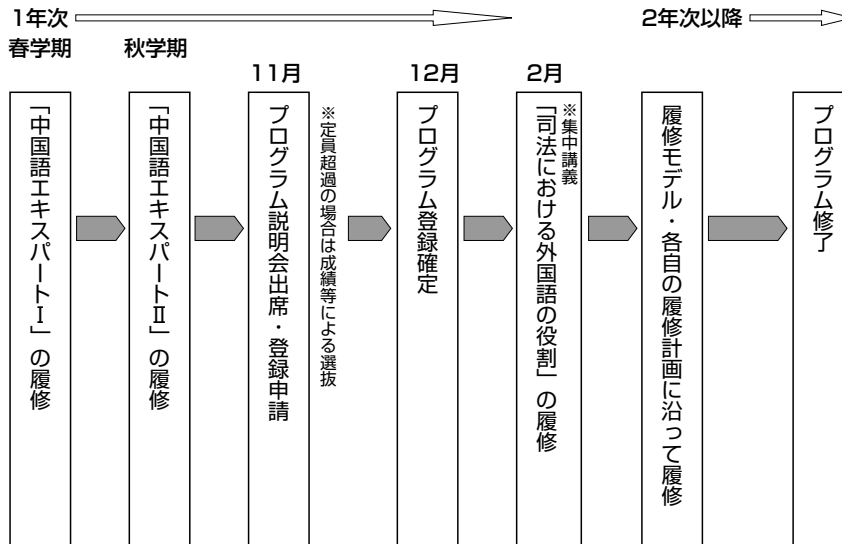 1年次
2年次以降
春学期
秋学期
11月
12月
2月
「中国語エキスパートⅠ」の履修
「中国語エキスパートⅡ」の履修
プログラム説明会出席・登録申請
※定員超過の場合は成績等による選抜
プログラム登録確定
※集中講義
「司法における外国語の役割」の履修
履修モデル・各自の履修計画に沿って履修
プログラム修了